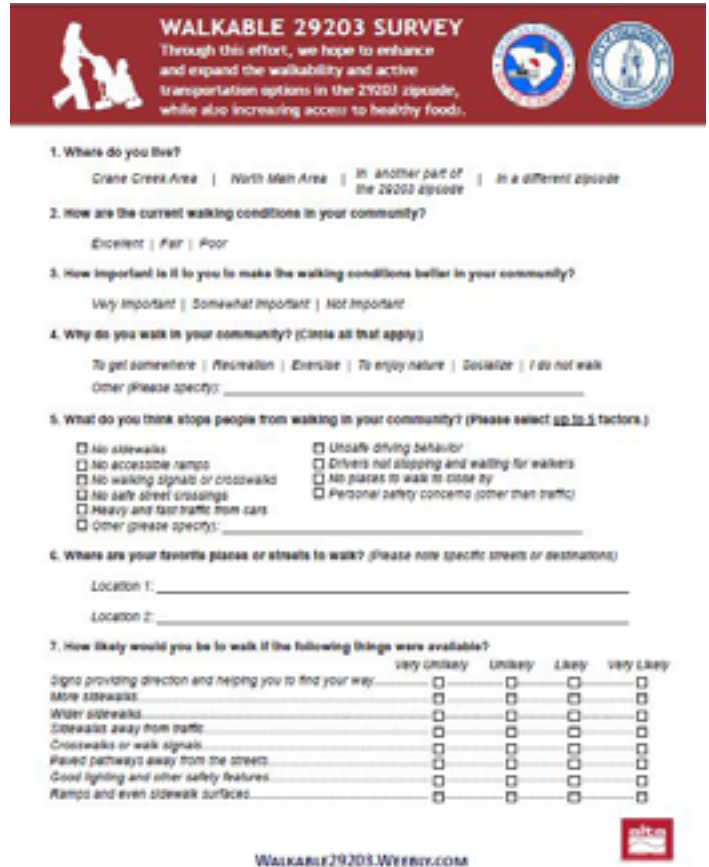 WALKABLE 29203 SURVEY
Through this effort, we hope to enhance
and expand the walkability and active
transportation options in the 29203 zipcode,
while also increasing access to healthy foods.
1. Where do you live?
Crane Creek Area | North Main Area | In another part of the 29203 zipcode | In a different zipcode
2. How are the current walking conditions in your community?
Excellent | Fair | Poor
3. How important is it to you to make the walking conditions better in your community?
Very Important | Somewhat Important | Not Important
4. Why do you walk in your community? (Circle all that apply.)
To get somewhere | Recreation | Exercise | To enjoy nature | Socialize | I do not walk
Other (Please specify):
5. What do you think stops people from walking in your community? (Please select up to 5 factors.)
No sidewalks
No accessible ramps
No walking signals or crosswalks
No safe street crossings
Heavy and fast traffic from cars
Other (please specify):
Unsafe driving behavior
Drivers not stopping and waiting for walkers
No places to walk to close by
Personal safety concerns (other than traffic)
6. Where are your favorite places or streets to walk? (Please note specific streets or destinations)
Location 1:
Location 2:
7. How likely would you be to walk if the following things were available?
Very Unlikely Unlikely Likely Very Likely
Signs providing direction and helping you to find your way
More sidewalks
Wider sidewalks
Sidewalks away from traffic
Crosswalks or walk signals
Paved pathways away from the streets
Good lighting and other safety features
Ramps and even sidewalk surfaces
alta
WALKABLE29203.WEEBLY.COM